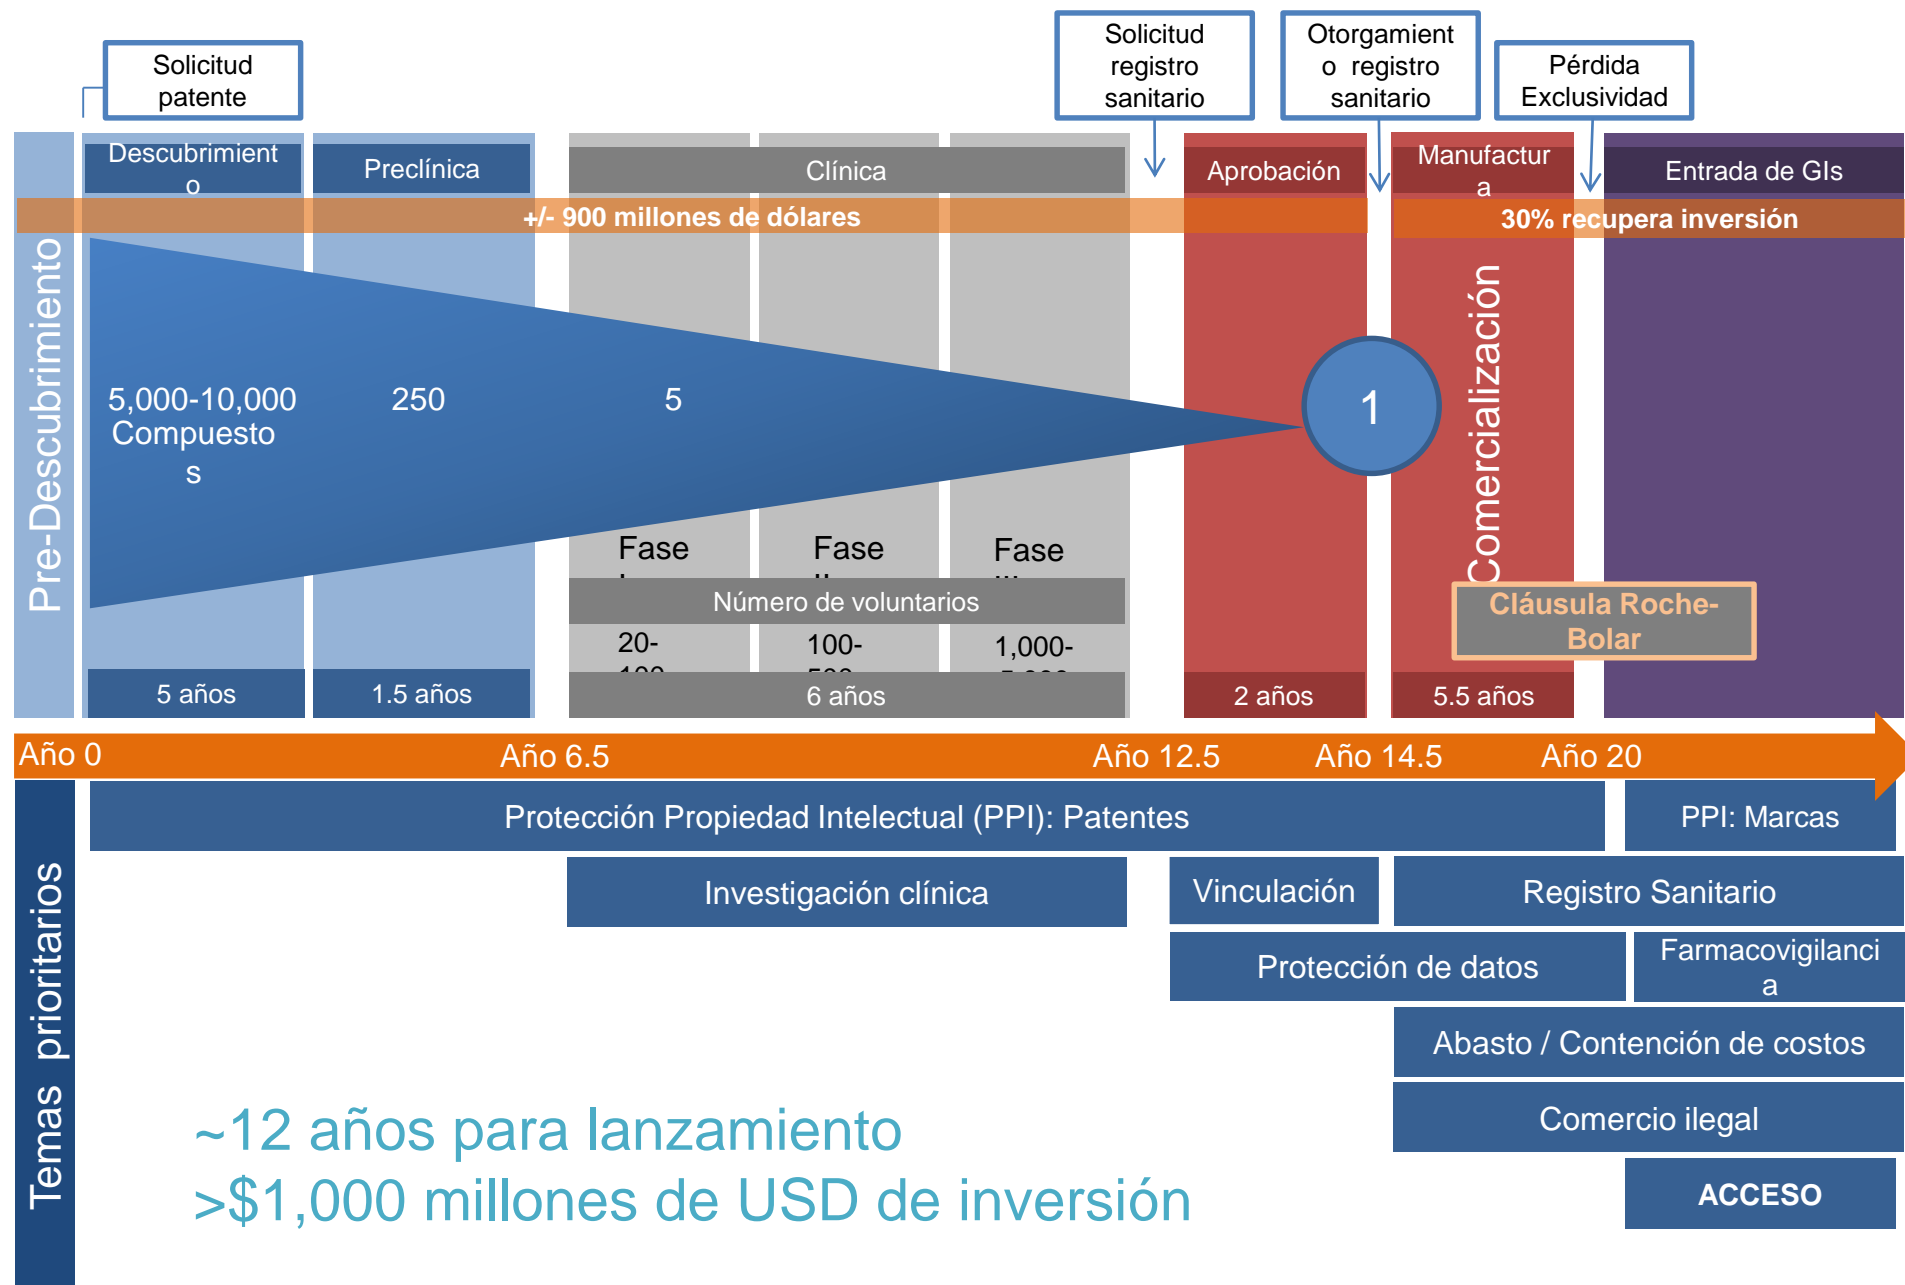 Solicitud
patente
Solicitud
registro
sanitario
Otorgamient
o registro
sanitario
Pérdida
Exclusividad
Pre-Descubrimiento
Descubrimient
o
Preclínica
Clínica
Aprobación
Manufactur
a
Entrada de GIs
+/- 900 millones de dólares
30% recupera inversión
5,000-10,000
Compuesto
s
250
5
1
Comercialización
Fase
Fase
Fase
Número de voluntarios
20-
100-
1,000-
Cláusula Roche-
Bolar
5 años
1.5 años
6 años
2 años
5.5 años
Año 0
Año 6.5
Año 12.5
Año 14.5
Año 20
Temas prioritarios
Protección Propiedad Intelectual (PPI): Patentes
PPI: Marcas
Investigación clínica
Vinculación
Registro Sanitario
Protección de datos
Farmacovigilanci
a
Abasto / Contención de costos
Comercio ilegal
ACCESO
~12 años para lanzamiento
>$1,000 millones de USD de inversión